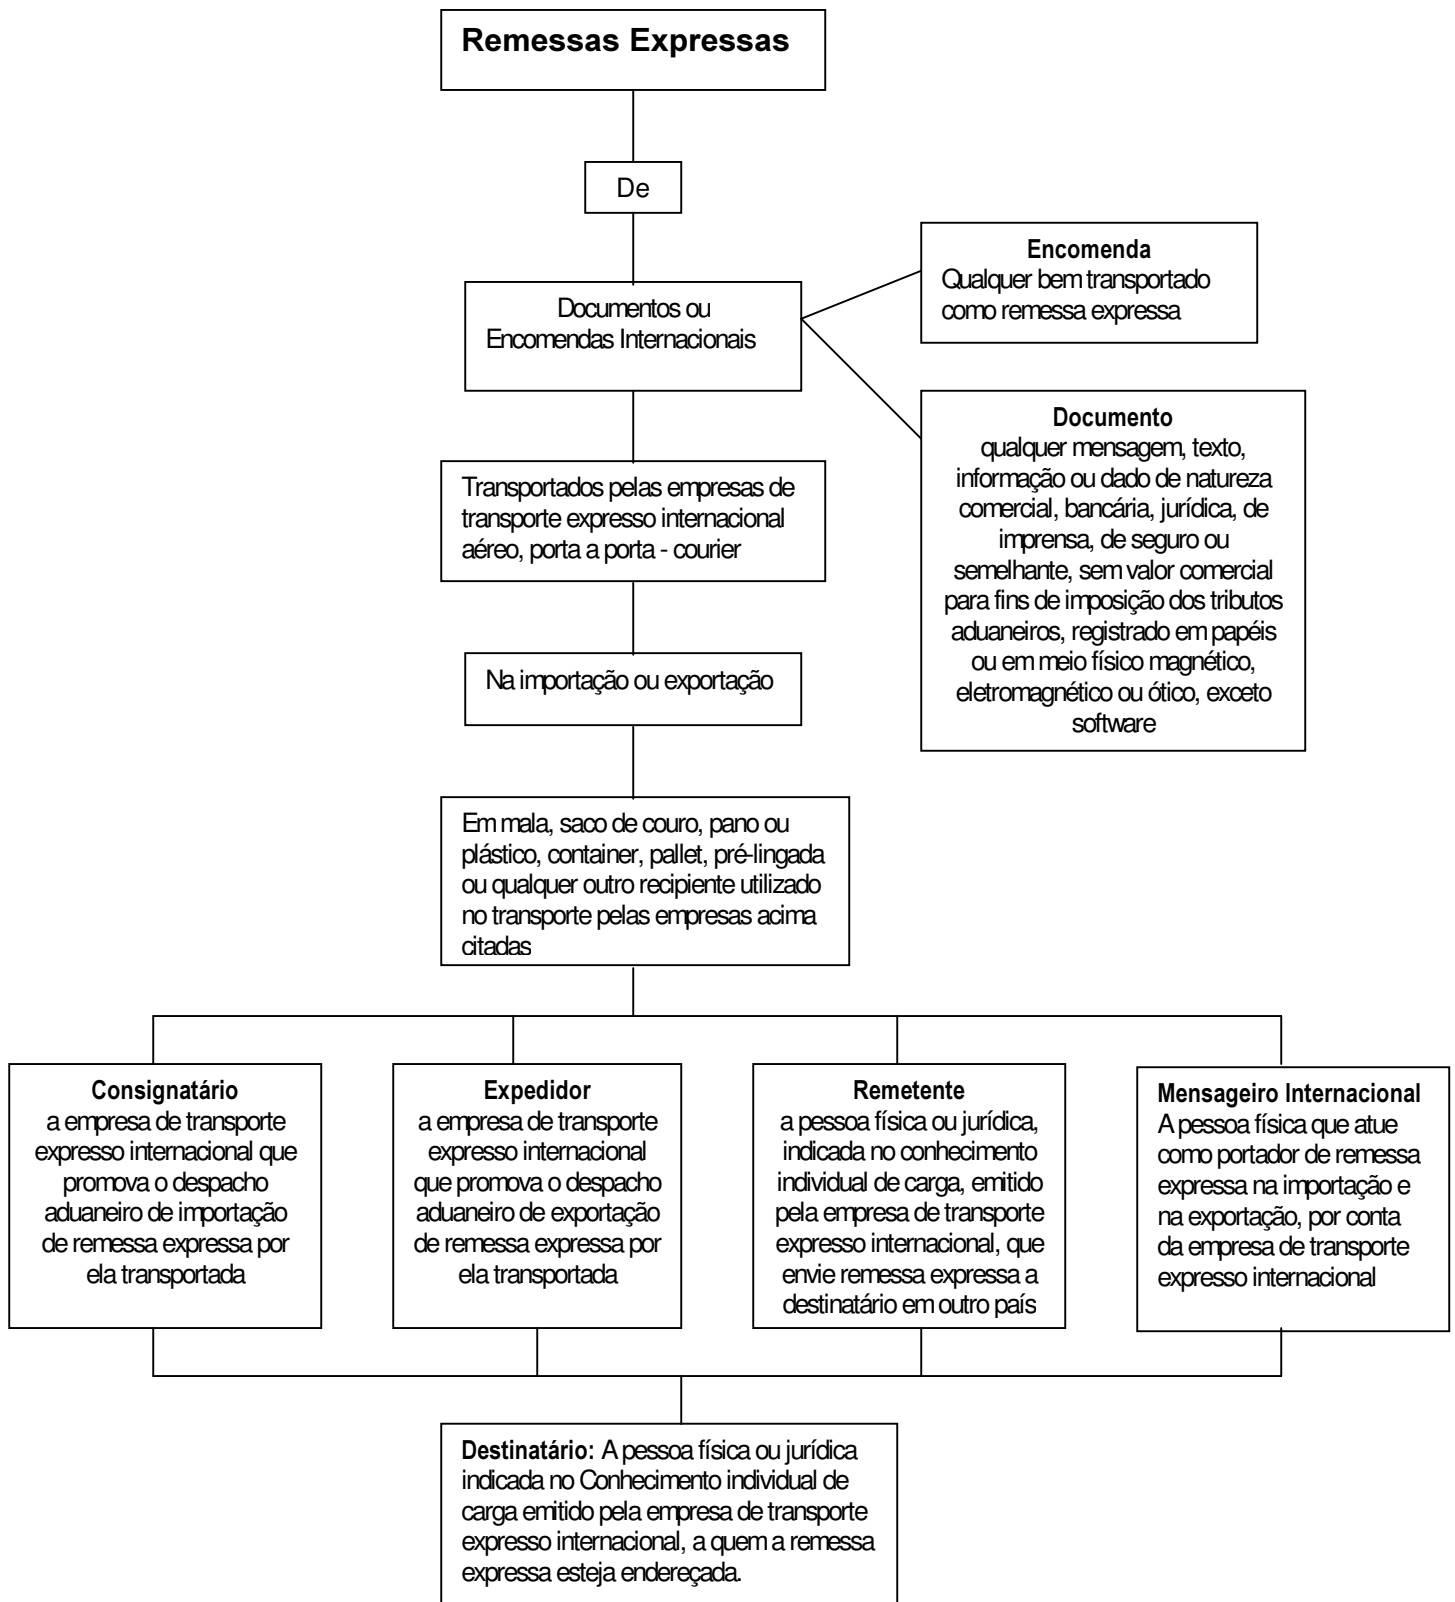 Remessas Expressas
De
Documentos ou
Encomendas Internacionais
Encomenda
Qualquer bem transportado
como remessa expressa
Documento
qualquer mensagem, texto,
informação ou dado de natureza
comercial, bancária, jurídica, de
imprensa, de seguro ou
semelhante, sem valor comercial
para fins de imposição dos tributos
aduaneiros, registrado em papéis
ou em meio físico magnético,
eletromagnético ou ótico, exceto
software
Transportados pelas empresas de
transporte expresso internacional
aéreo, porta a porta - courier
Na importação ou exportação
Em mala, saco de couro, pano ou
plástico, container, pallet, pré-lingada
ou qualquer outro recipiente utilizado
no transporte pelas empresas acima
citadas
Consignatário
a empresa de transporte
expresso internacional que
promova o despacho
aduaneiro de importação
de remessa expressa por
ela transportada
Expedidor
a empresa de transporte
expresso internacional
que promova o despacho
aduaneiro de exportação
de remessa expressa por
ela transportada
Remetente
a pessoa física ou jurídica,
indicada no conhecimento
individual de carga, emitido
pela empresa de transporte
expresso internacional, que
envie remessa expressa a
destinatário em outro país
Mensageiro Internacional
A pessoa física que atue
como portador de remessa
expressa na importação e
na exportação, por conta
da empresa de transporte
expresso internacional
Destinatário: A pessoa física ou jurídica
indicada no Conhecimento individual de
carga emitido pela empresa de transporte
expresso internacional, a quem a remessa
expressa esteja endereçada.